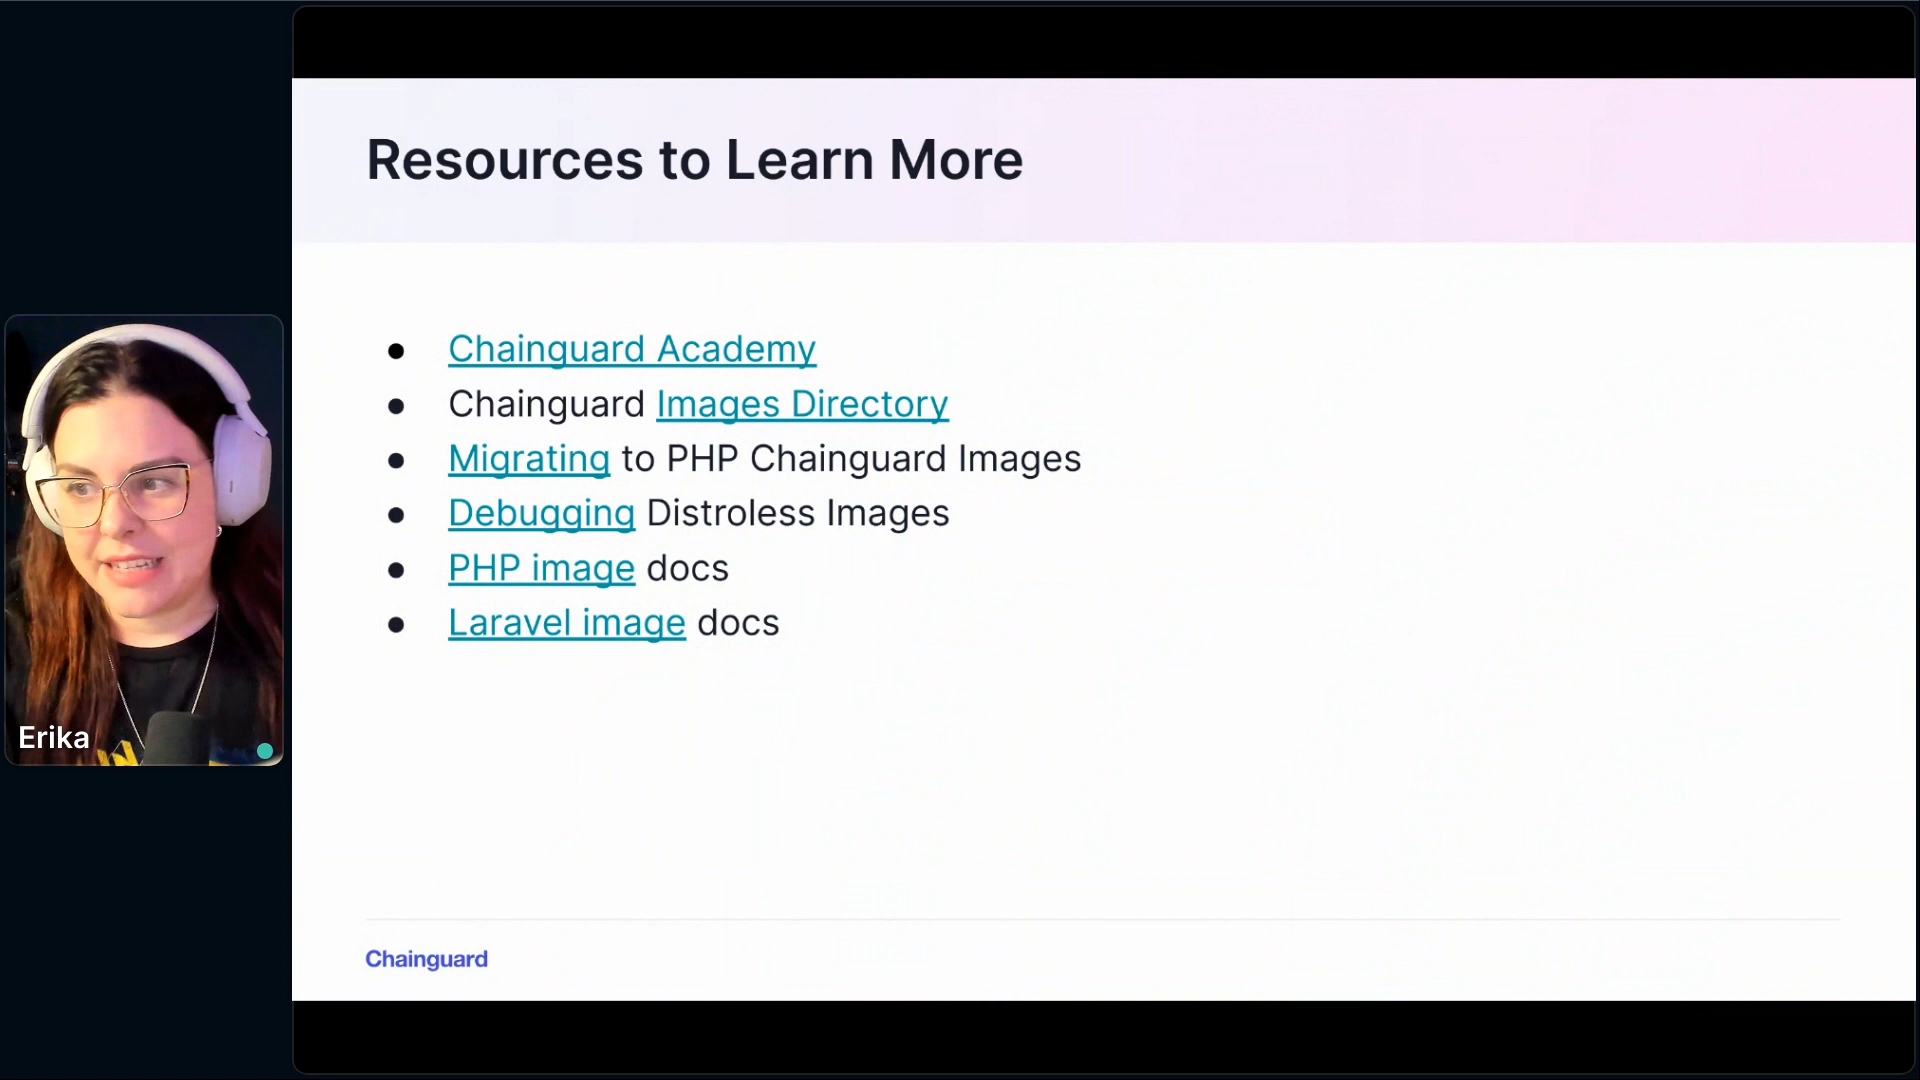 Resources to Learn More
Chainguard Academy
Chainguard Images Directory
Migrating to PHP Chainguard Images
Debugging Distroless Images
PHP image docs
Laravel image docs
Erika
Chainguard